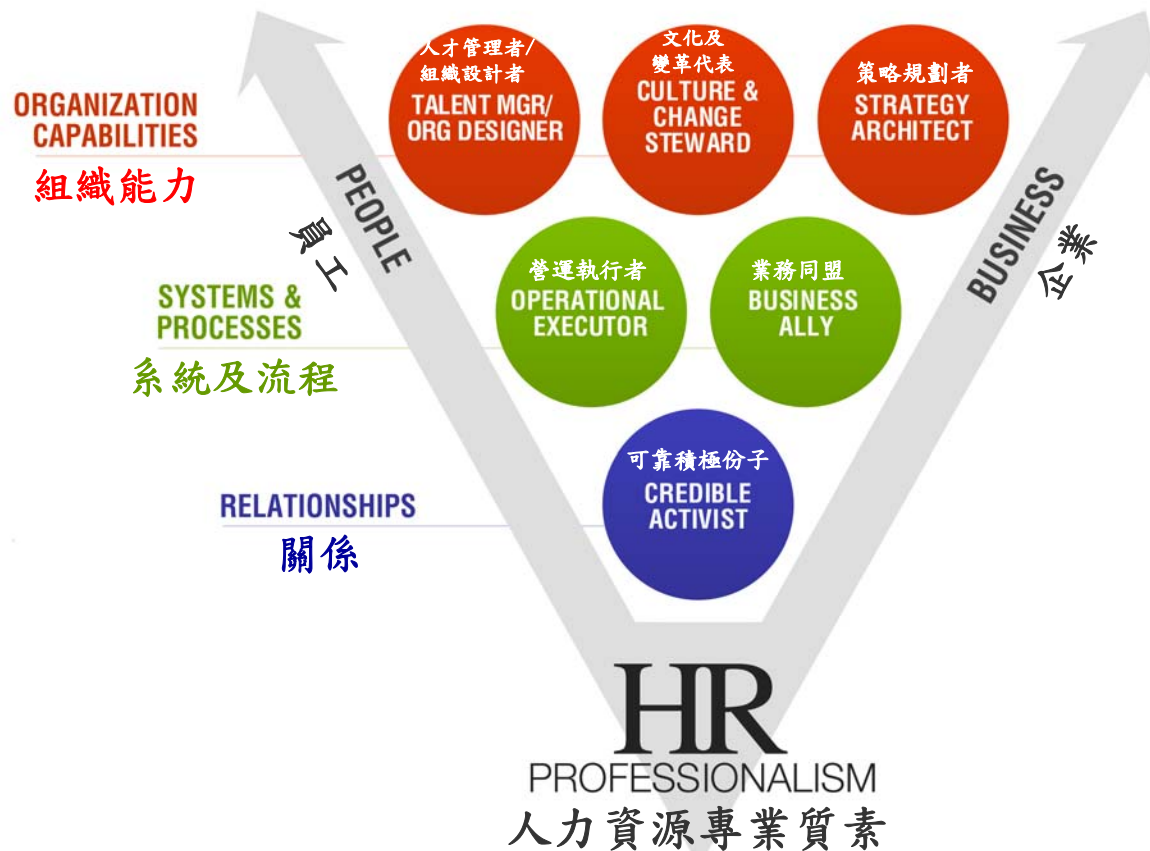 人才管理者/
組織設計者
TALENT MGR/
ORG DESIGNER
文化及
變革代表
CULTURE &
CHANGE
STEWARD
策略規劃者
STRATEGY
ARCHITECT
ORGANIZATION
CAPABILITIES
組織能力
PEOPLE
員工
BUSINESS
企業
營運執行者
OPERATIONAL
EXECUTOR
業務同盟
BUSINESS
ALLY
SYSTEMS &
PROCESSES
系統及流程
可靠積極份子
CREDIBLE
ACTIVIST
RELATIONSHIPS
關係
HR
PROFESSIONALISM
人力資源專業質素